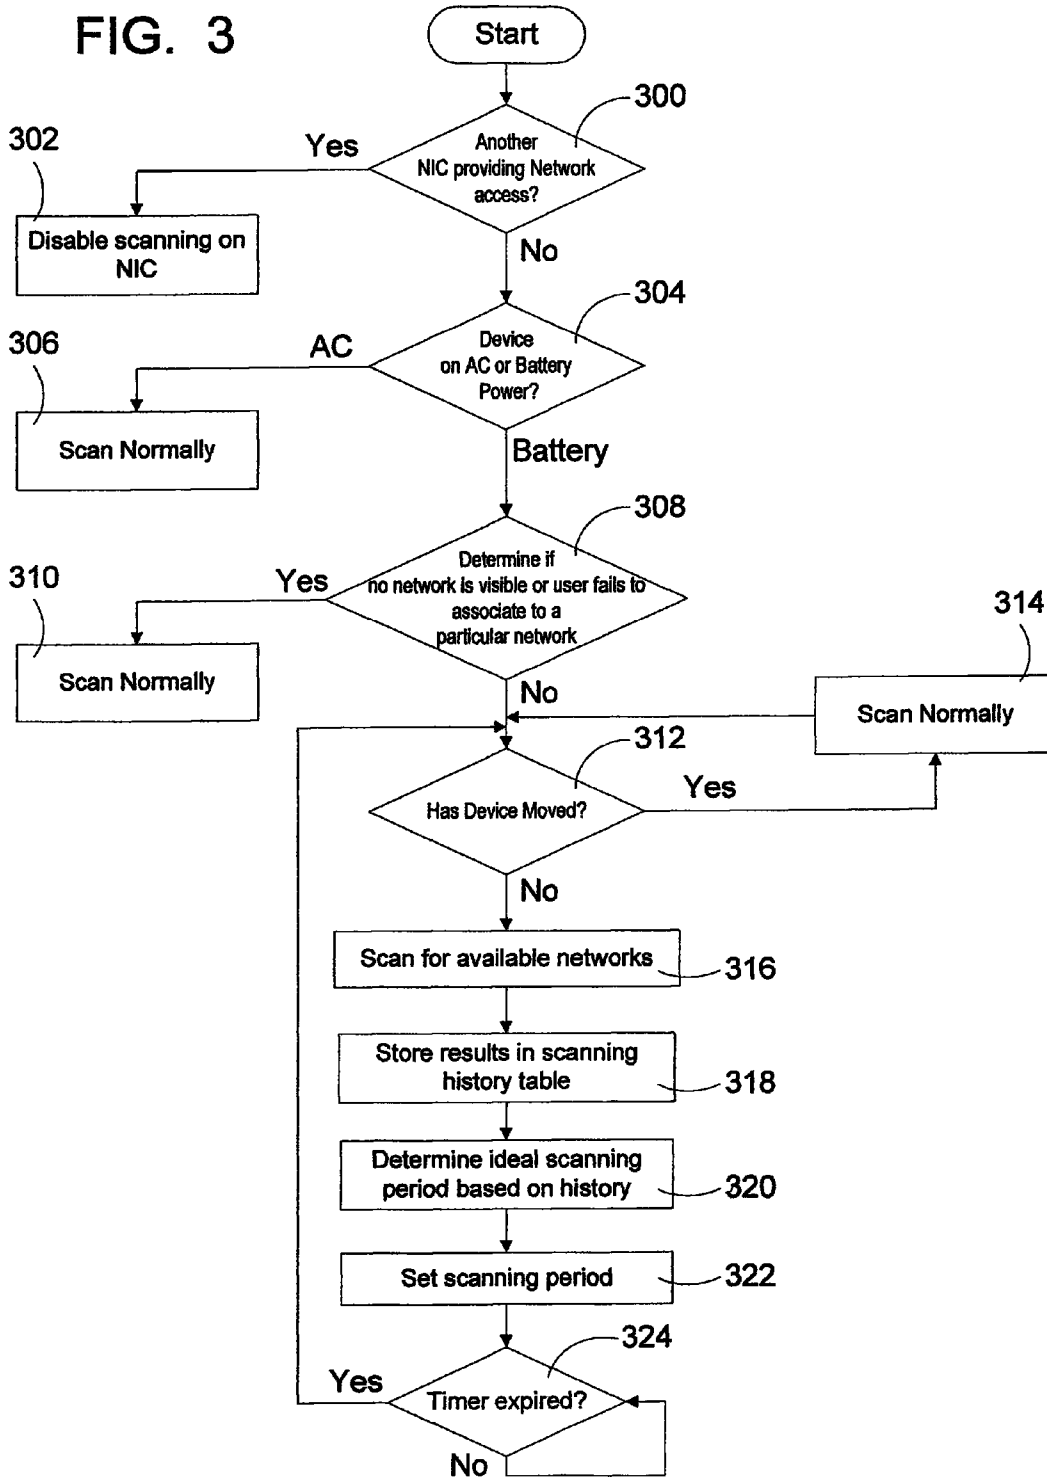 FIG. 3
Start
300
Another
NIC providing Network
access?
Yes
302
Disable scanning on
NIC
No
304
Device
on AC or Battery
Power?
AC
306
Scan Normally
Battery
308
Determine if
no network is visible or user fails to
associate to a
particular network
Yes
310
Scan Normally
No
314
Scan Normally
312
Has Device Moved?
Yes
No
Scan for available networks
316
Store results in scanning
history table
318
Determine ideal scanning
period based on history
320
Set scanning period
322
324
Timer expired?
Yes
No